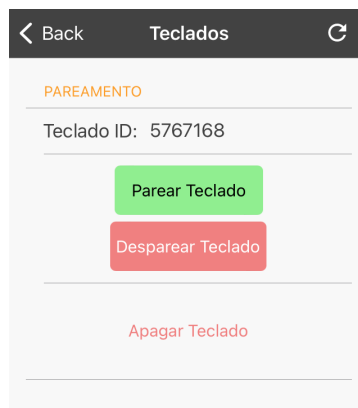 Back Teclados
PAREAMENTO
Teclado ID: 5767168
Parear Teclado
Desparear Teclado
Apagar Teclado